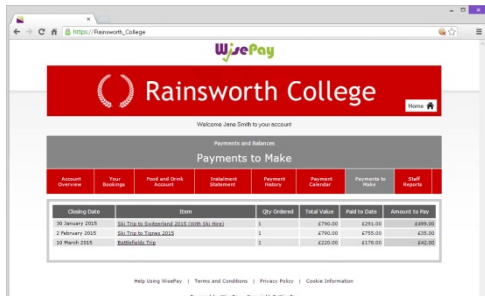 https://Rainsworth_College
WisePay
Rainsworth College
Home
Welcome Jane Smith to your account
Payments and Balances
Payments to Make
Account Overview Your Bookings Food and Drink Account Instalment Statement Payment History Payment Calendar Payments to Make Staff Reports
Closing Date Item Qty Ordered Total Value Paid to Date Amount to Pay
30 January 2015 Ski Trip to Switzerland 2015 (With Ski Hire) 1 £790.00 £291.00 £499.00
2 February 2015 Ski Trip to Tignes 2015 1 £790.00 £755.00 £35.00
10 March 2015 Battlefields Trip 1 £220.00 £178.00 £42.00
Help Using WisePay | Terms and Conditions | Privacy Policy | Cookie Information